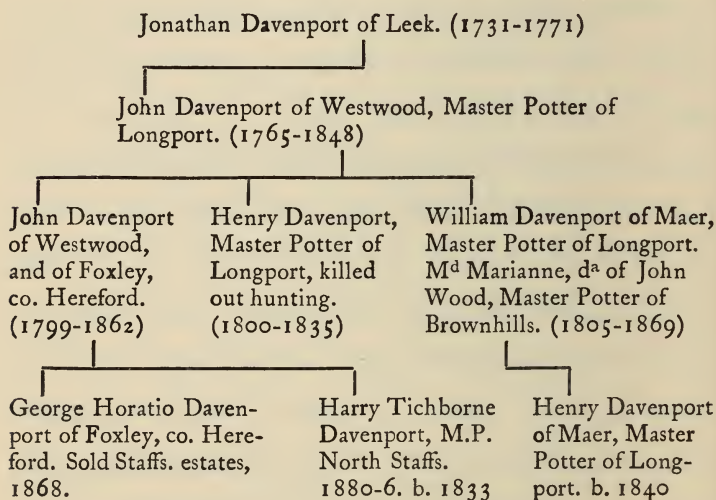 Jonathan Davenport of Leek. (1731-1771)
John Davenport of Westwood, Master Potter of
Longport. (1765-1848)
John Davenport
of Westwood,
and of Foxley,
co. Hereford.
(1799-1862)
Henry Davenport,
Master Potter of
Longport, killed
out hunting.
(1800-1835)
William Davenport of Maer,
Master Potter of Longport.
Mᵈ Marianne, dᵃ of John
Wood, Master Potter of
Brownhills. (1805-1869)
George Horatio Daven-
port of Foxley, co. Here-
ford. Sold Staffs. estates,
1868.
Harry Tichborne
Davenport, M.P.
North Staffs.
1880-6. b. 1833
Henry Davenport
of Maer, Master
Potter of Long-
port. b. 1840